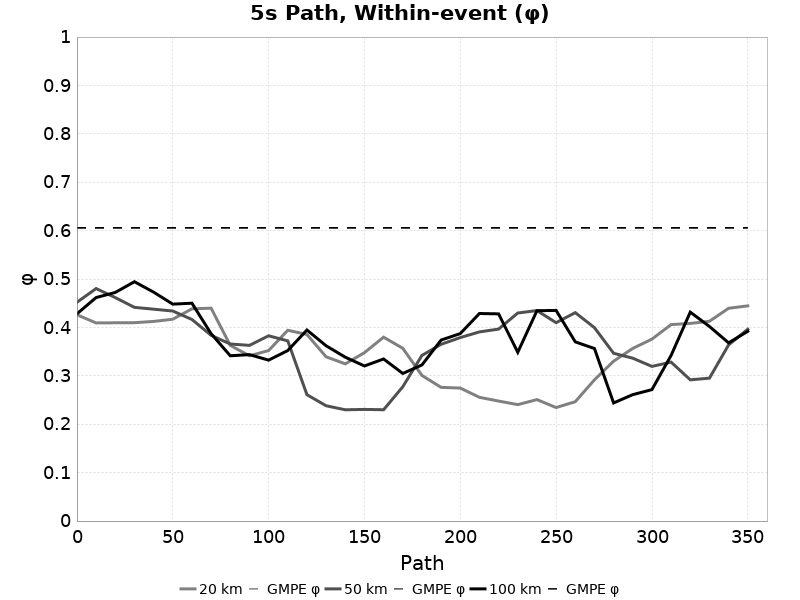 5s Path, Within-event (φ)
1
0.9
0.8
0.7
0.6
0.5
0.4
0.3
0.2
0.1
0
φ
0 50 100 150 200 250 300 350
Path
20 km GMPE φ 50 km GMPE φ 100 km GMPE φ